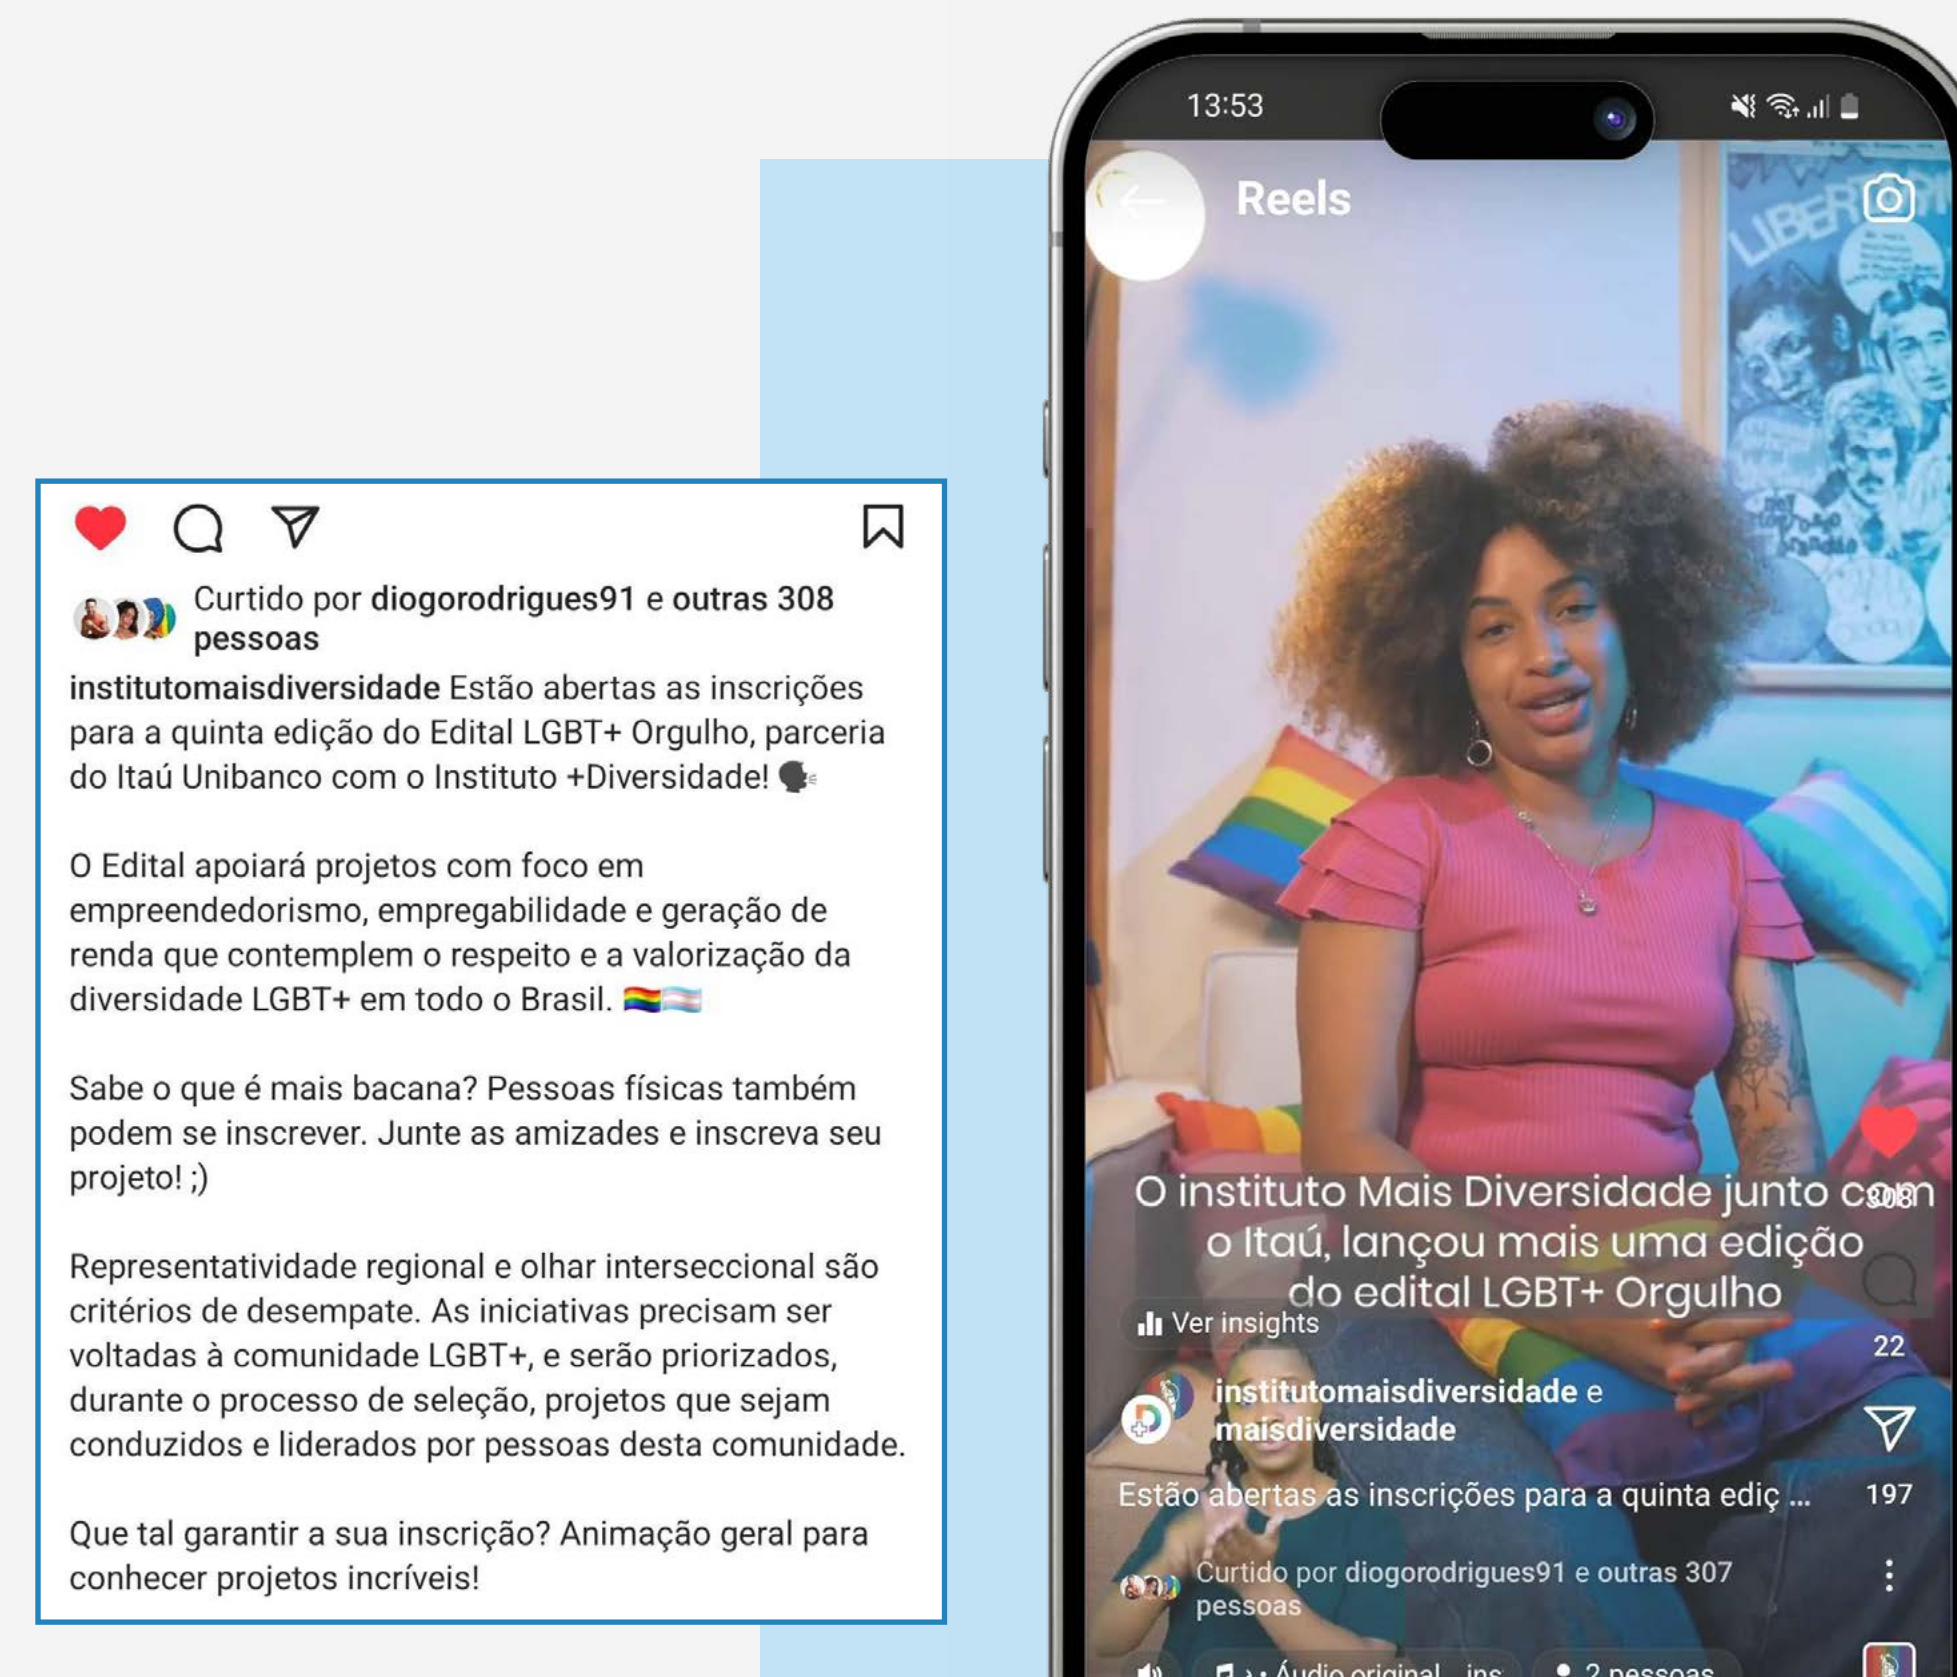 Curtido por diogorodrigues91 e outras 308
pessoas
institutomaisdiversidade Estão abertas as inscrições
para a quinta edição do Edital LGBT+ Orgulho, parceria
do Itaú Unibanco com o Instituto +Diversidade! 🗣
O Edital apoiará projetos com foco em
empreendedorismo, empregabilidade e geração de
renda que contemplem o respeito e a valorização da
diversidade LGBT+ em todo o Brasil. 🏳️‍🌈🏳️‍⚧️
Sabe o que é mais bacana? Pessoas físicas também
podem se inscrever. Junte as amizades e inscreva seu
projeto! ;)
Representatividade regional e olhar interseccional são
critérios de desempate. As iniciativas precisam ser
voltadas à comunidade LGBT+, e serão priorizados,
durante o processo de seleção, projetos que sejam
conduzidos e liderados por pessoas desta comunidade.
Que tal garantir a sua inscrição? Animação geral para
conhecer projetos incríveis!
13:53
Reels
O instituto Mais Diversidade junto com
308
o Itaú, lançou mais uma edição
do edital LGBT+ Orgulho
Ver insights
22
institutomaisdiversidade e
maisdiversidade
Estão abertas as inscrições para a quinta ediç ...
197
Curtido por diogorodrigues91 e outras 307
pessoas
Áudio original
2 pessoas